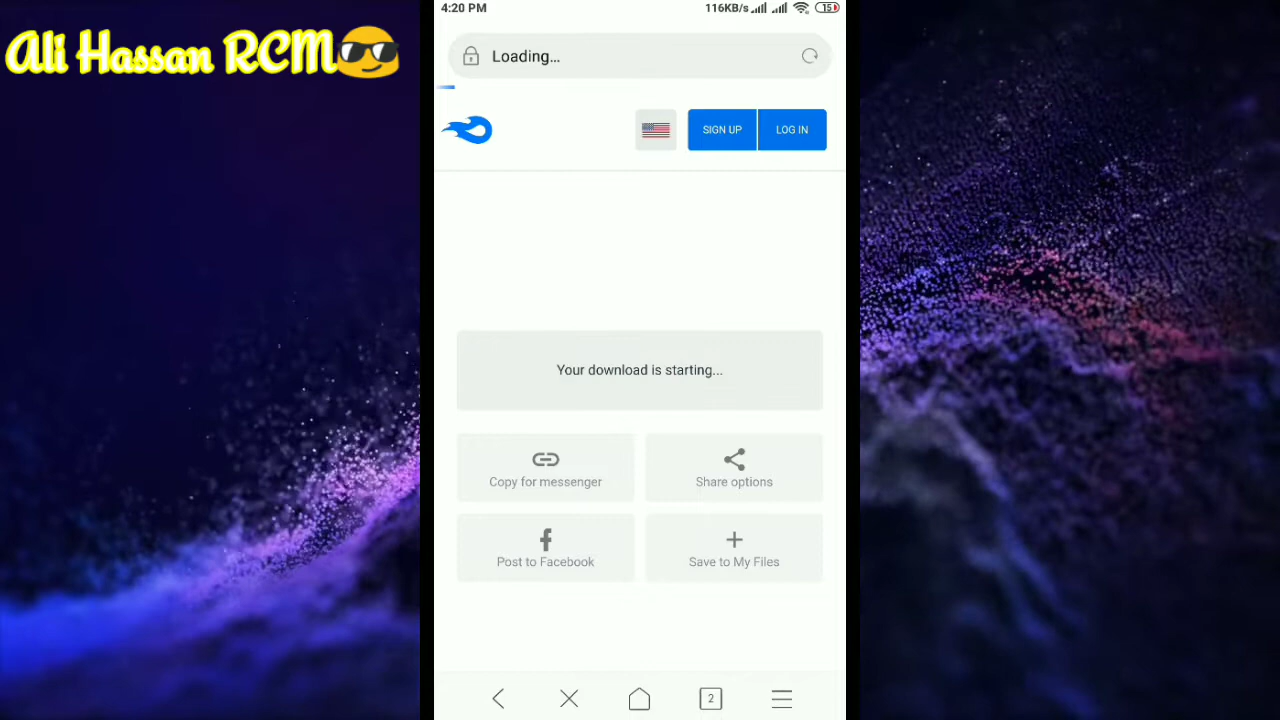 Ali Hassan RCM😎
4:20 PM
116KB/s
15
Loading...
SIGN UP
LOG IN
Your download is starting...
Copy for messenger
Share options
Post to Facebook
Save to My Files
2